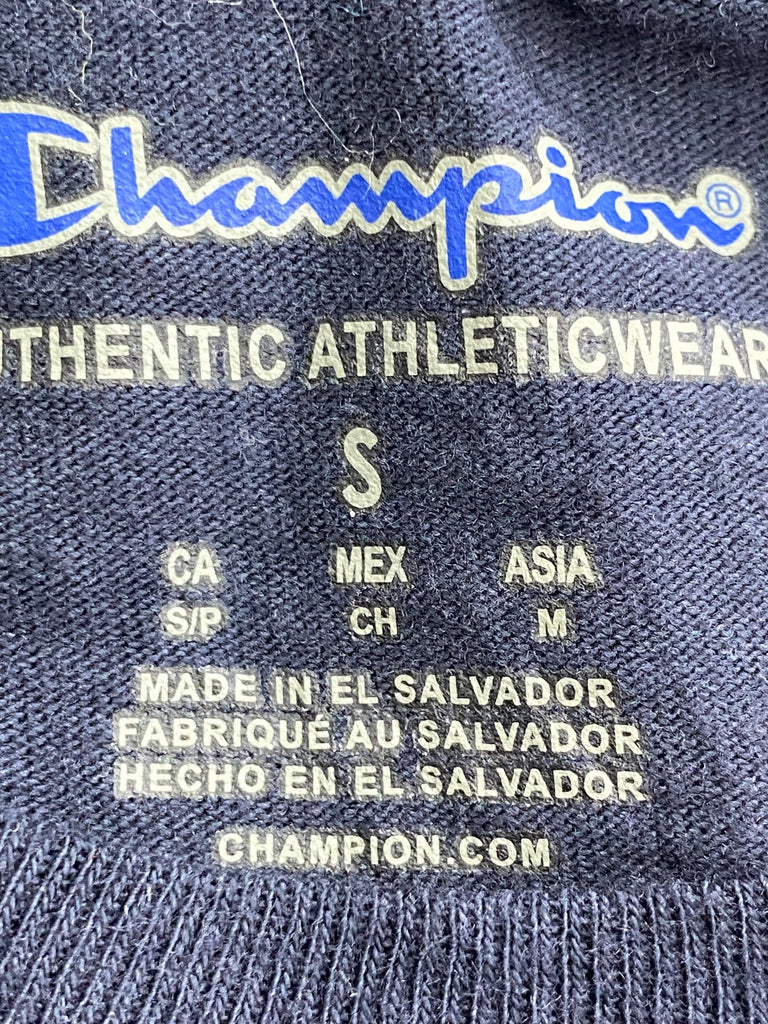 Champion®
AUTHENTIC ATHLETICWEAR
S
CA MEX ASIA
S/P CH M
MADE IN EL SALVADOR
FABRIQUÉ AU SALVADOR
HECHO EN EL SALVADOR
CHAMPION.COM